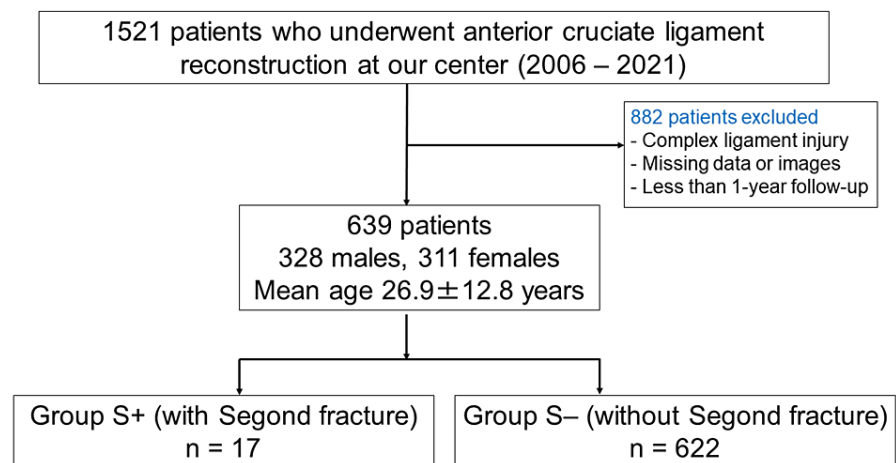 1521 patients who underwent anterior cruciate ligament
reconstruction at our center (2006 – 2021)
882 patients excluded
- Complex ligament injury
- Missing data or images
- Less than 1-year follow-up
639 patients
328 males, 311 females
Mean age 26.9±12.8 years
Group S+ (with Segond fracture)
n = 17
Group S– (without Segond fracture)
n = 622